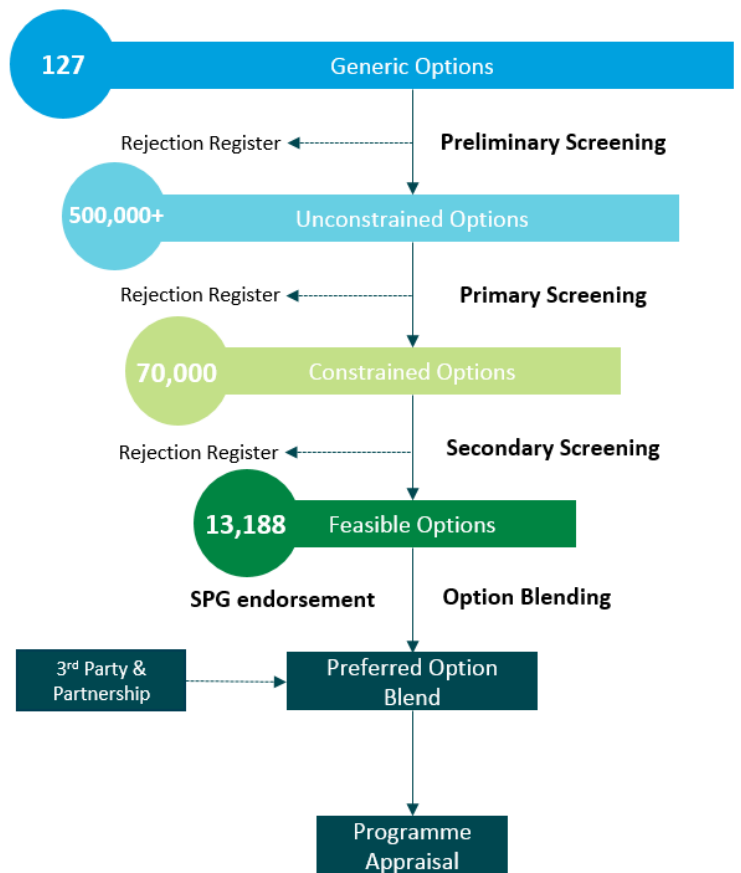 127
Generic Options
Rejection Register
Preliminary Screening
500,000+
Unconstrained Options
Rejection Register
Primary Screening
70,000
Constrained Options
Rejection Register
Secondary Screening
13,188
Feasible Options
SPG endorsement
Option Blending
3rd Party &
Partnership
Preferred Option
Blend
Programme
Appraisal